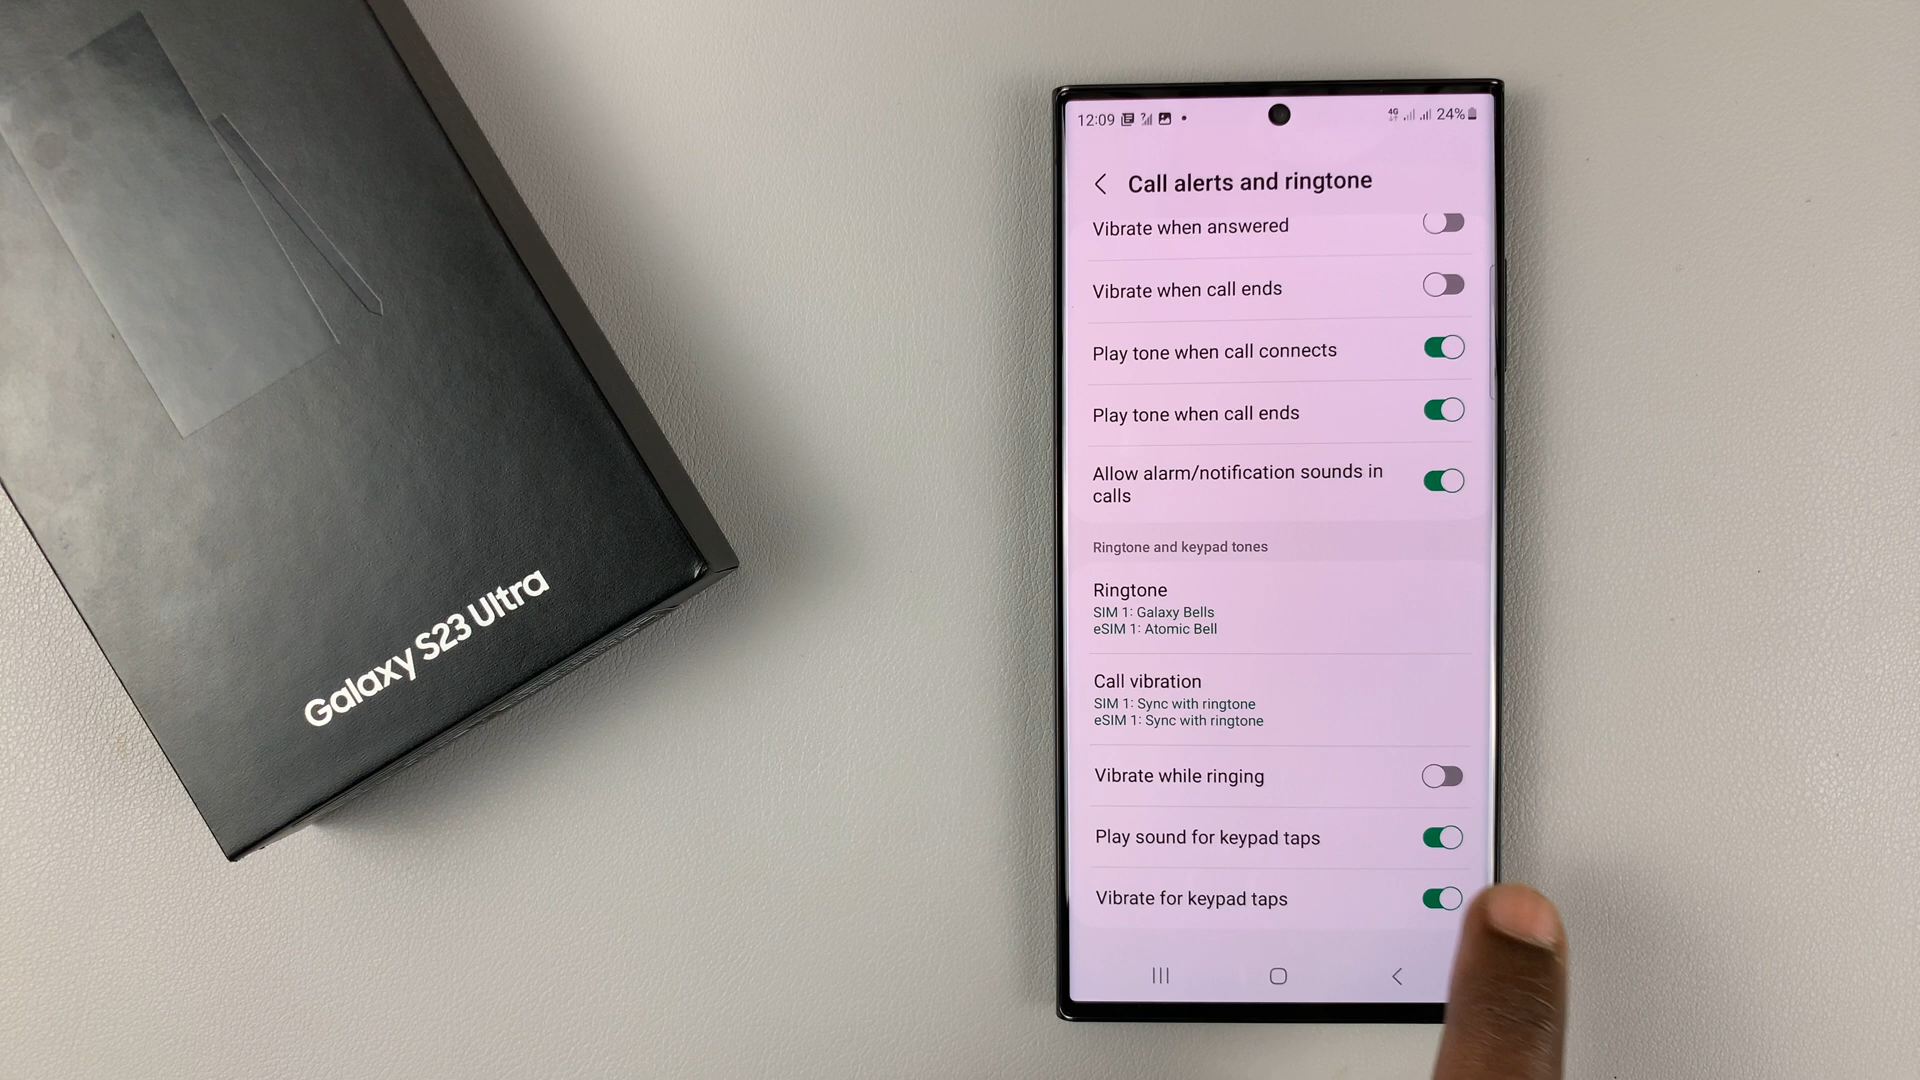 Galaxy S23 Ultra
12:09
4G
24%
Call alerts and ringtone
Vibrate when answered
Vibrate when call ends
Play tone when call connects
Play tone when call ends
Allow alarm/notification sounds in
calls
Ringtone and keypad tones
Ringtone
SIM 1: Galaxy Bells
eSIM 1: Atomic Bell
Call vibration
SIM 1: Sync with ringtone
eSIM 1: Sync with ringtone
Vibrate while ringing
Play sound for keypad taps
Vibrate for keypad taps